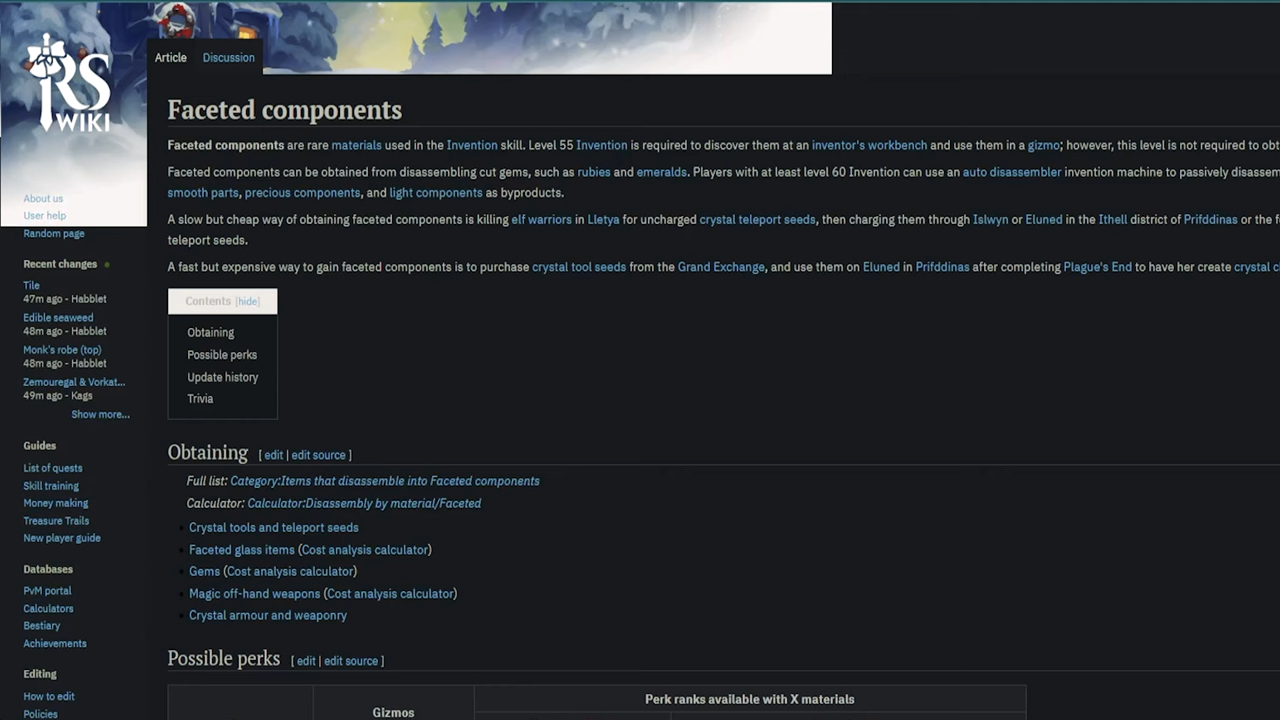 RS
WIKI
Article Discussion
Faceted components
Faceted components are rare materials used in the Invention skill. Level 55 Invention is required to discover them at an inventor's workbench and use them in a gizmo; however, this level is not required to obt
Faceted components can be obtained from disassembling cut gems, such as rubies and emeralds. Players with at least level 60 Invention can use an auto disassembler invention machine to passively disassem
smooth parts, precious components, and light components as byproducts.
A slow but cheap way of obtaining faceted components is killing elf warriors in Lletya for uncharged crystal teleport seeds, then charging them through Islwyn or Eluned in the Ithell district of Prifddinas or the f
teleport seeds.
A fast but expensive way to gain faceted components is to purchase crystal tool seeds from the Grand Exchange, and use them on Eluned in Prifddinas after completing Plague's End to have her create crystal c
Contents [hide]
Obtaining
Possible perks
Update history
Trivia
Obtaining [ edit | edit source ]
Full list: Category:Items that disassemble into Faceted components
Calculator: Calculator:Disassembly by material/Faceted
Crystal tools and teleport seeds
Faceted glass items (Cost analysis calculator)
Gems (Cost analysis calculator)
Magic off-hand weapons (Cost analysis calculator)
Crystal armour and weaponry
Possible perks [ edit | edit source ]
Perk ranks available with X materials
Gizmos
About us
User help
Random page
Recent changes
Tile
47m ago - Habblet
Edible seaweed
48m ago - Habblet
Monk's robe (top)
48m ago - Habblet
Zemouregal & Vorkat...
49m ago - Kags
Show more...
Guides
List of quests
Skill training
Money making
Treasure Trails
New player guide
Databases
PvM portal
Calculators
Bestiary
Achievements
Editing
How to edit
Policies